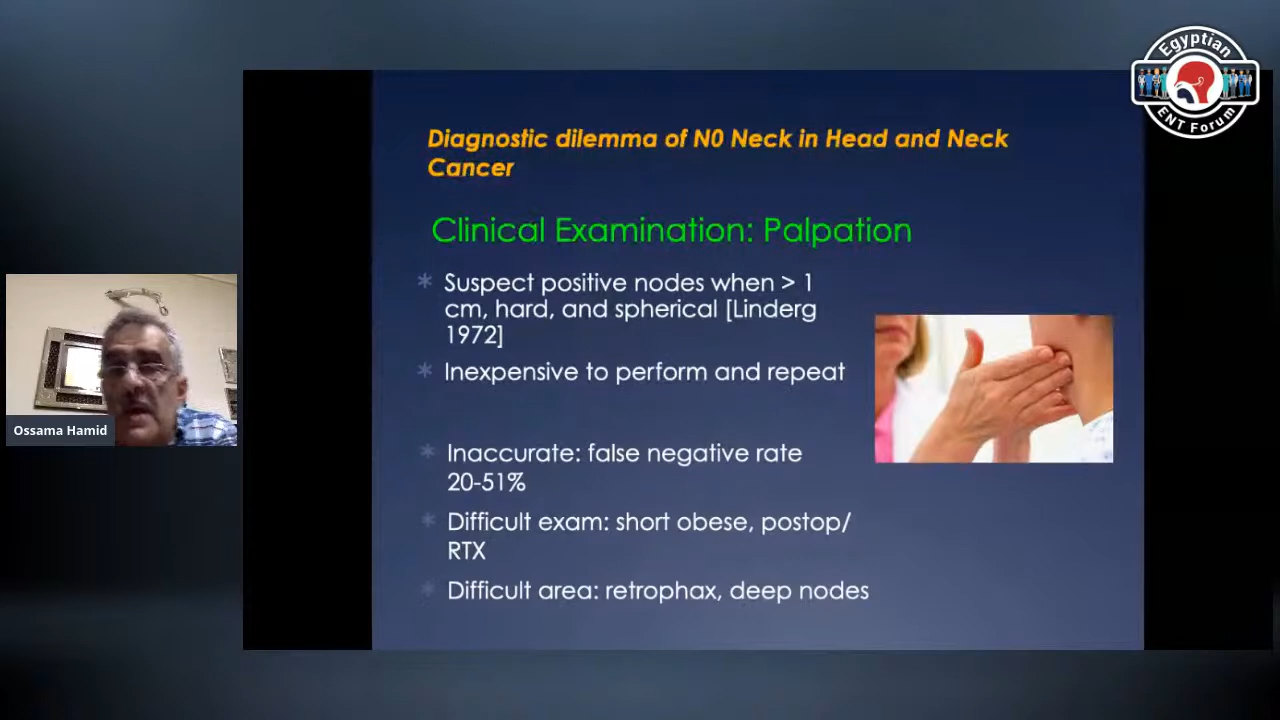 Egyptian
ENT Forum
Diagnostic dilemma of N0 Neck in Head and Neck
Cancer
Clinical Examination: Palpation
* Suspect positive nodes when > 1
cm, hard, and spherical [Linderg
1972]
* Inexpensive to perform and repeat
* Inaccurate: false negative rate
20-51%
* Difficult exam: short obese, postop/
RTX
* Difficult area: retrophax, deep nodes
Ossama Hamid